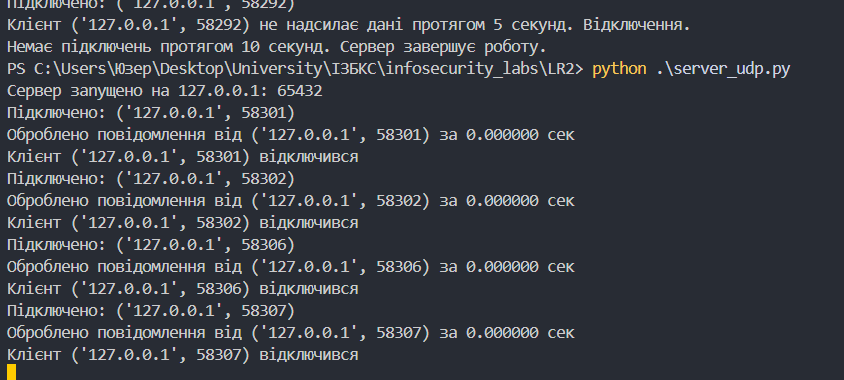 Підключено: ('127.0.0.1', 58292)
Клієнт ('127.0.0.1', 58292) не надсилає дані протягом 5 секунд. Відключення.
Немає підключень протягом 10 секунд. Сервер завершує роботу.
PS C:\Users\Юзер\Desktop\University\ІЗБКС\infosecurity_labs\LR2> python .\server_udp.py
Сервер запущено на 127.0.0.1: 65432
Підключено: ('127.0.0.1', 58301)
Оброблено повідомлення від ('127.0.0.1', 58301) за 0.000000 сек
Клієнт ('127.0.0.1', 58301) відключився
Підключено: ('127.0.0.1', 58302)
Оброблено повідомлення від ('127.0.0.1', 58302) за 0.000000 сек
Клієнт ('127.0.0.1', 58302) відключився
Підключено: ('127.0.0.1', 58306)
Оброблено повідомлення від ('127.0.0.1', 58306) за 0.000000 сек
Клієнт ('127.0.0.1', 58306) відключився
Підключено: ('127.0.0.1', 58307)
Оброблено повідомлення від ('127.0.0.1', 58307) за 0.000000 сек
Клієнт ('127.0.0.1', 58307) відключився